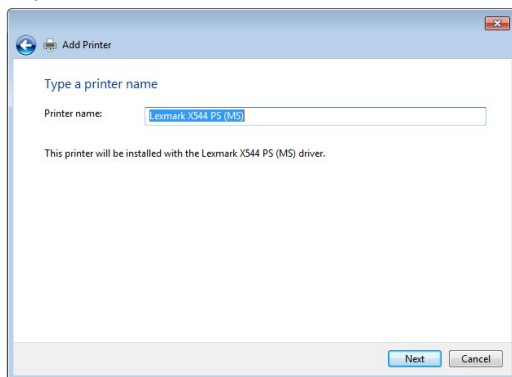 Add Printer
Type a printer name
Printer name:
Lexmark X544 PS (MS)
This printer will be installed with the Lexmark X544 PS (MS) driver.
Next
Cancel